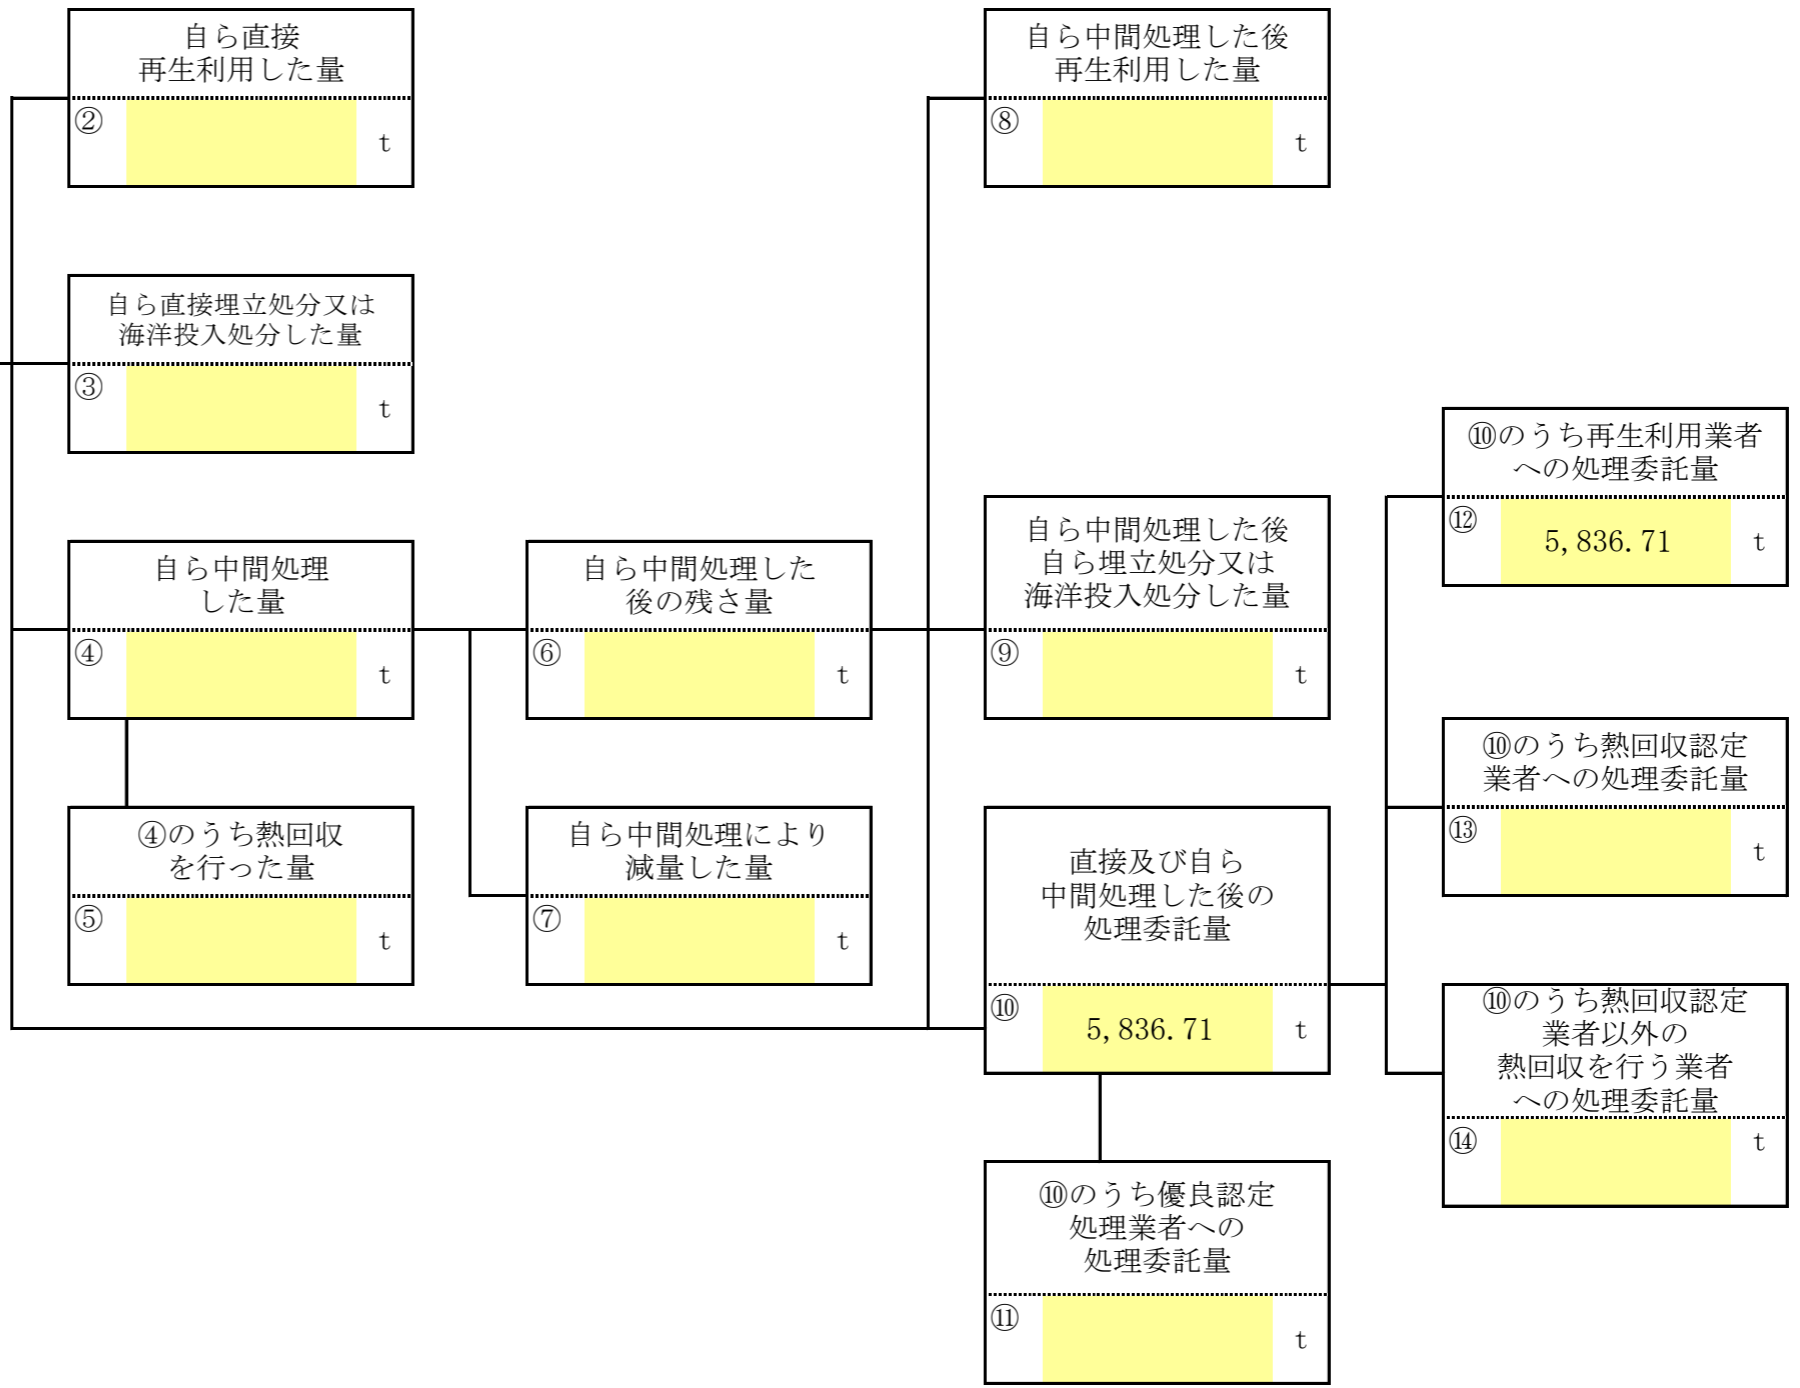 自ら直接
再生利用した量
②
t
自ら中間処理した後
再生利用した量
⑧
t
自ら直接埋立処分又は
海洋投入処分した量
③
t
⑩のうち再生利用業者
への処理委託量
⑫
5,836.71
t
自ら中間処理
した量
④
t
自ら中間処理した
後の残さ量
⑥
t
自ら中間処理した後
自ら埋立処分又は
海洋投入処分した量
⑨
t
⑩のうち熱回収認定
業者への処理委託量
⑬
t
④のうち熱回収
を行った量
⑤
t
自ら中間処理により
減量した量
⑦
t
直接及び自ら
中間処理した後の
処理委託量
⑩
5,836.71
t
⑩のうち熱回収認定
業者以外の
熱回収を行う業者
への処理委託量
⑭
t
⑩のうち優良認定
処理業者への
処理委託量
⑪
t